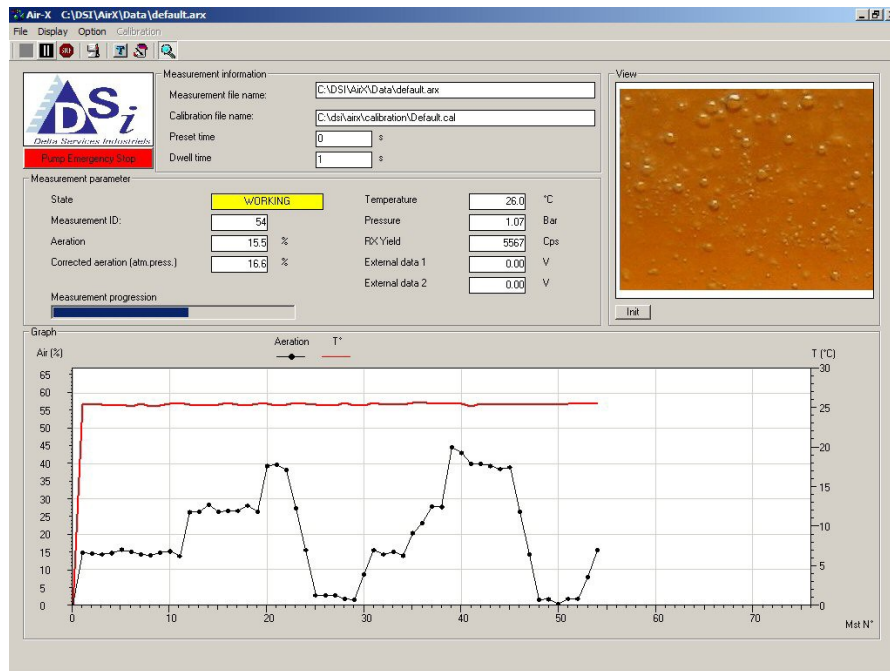 Air-X C:\DSI\AirX\Data\default.arx
File Display Option Calibration
Measurement information
Measurement file name: C:\DSI\AirX\Data\default.arx
Calibration file name: C:\dsi\airx\calibration\Default.cal
Preset time 0 s
Dwell time 1 s
DSi
Delta Services Industriels
Pump Emergency Stop
View
Init
Measurement parameter
State WORKING
Measurement ID: 54
Aeration 15.5 %
Corrected aeration (atm.press.) 16.6 %
Measurement progression
Temperature 26.0 °C
Pressure 1.07 Bar
RX Yield 5567 Cps
External data 1 0.00 V
External data 2 0.00 V
Graph
Aeration T°
Air (%)
T (°C)
65
60
55
50
45
40
35
30
25
20
15
10
5
0
30
25
20
15
10
5
0
0 10 20 30 40 50 60 70
Mst N°